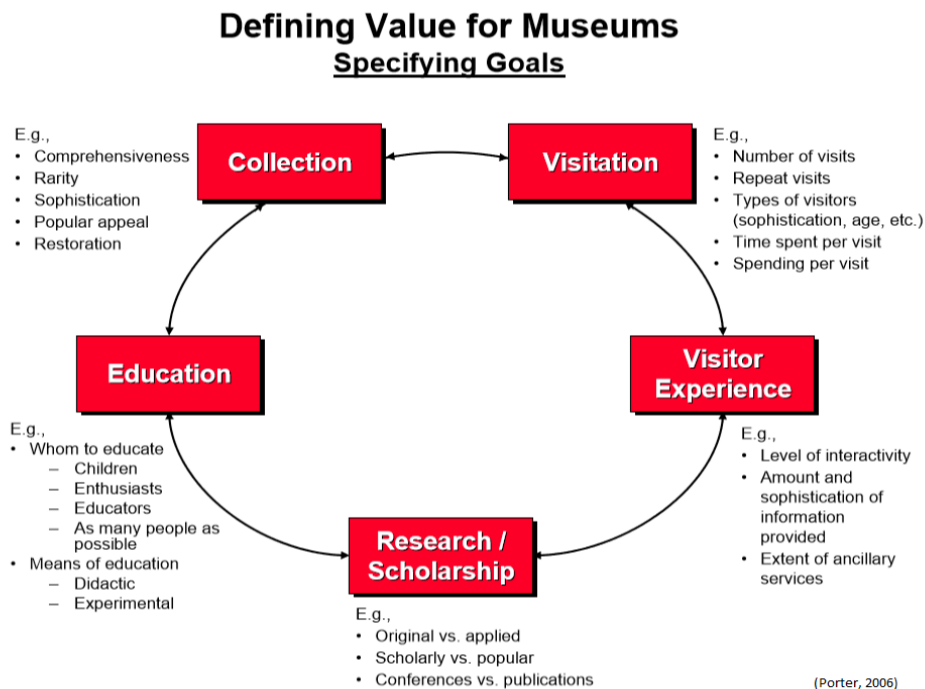 Defining Value for Museums
Specifying Goals
E.g.,
• Comprehensiveness
• Rarity
• Sophistication
• Popular appeal
• Restoration
Collection
Visitation
E.g.,
• Number of visits
• Repeat visits
• Types of visitors
(sophistication, age, etc.)
• Time spent per visit
• Spending per visit
Education
Visitor
Experience
E.g.,
• Whom to educate
– Children
– Enthusiasts
– Educators
– As many people as
possible
• Means of education
– Didactic
– Experimental
E.g.,
• Level of interactivity
• Amount and
sophistication of
information
provided
• Extent of ancillary
services
Research /
Scholarship
E.g.,
• Original vs. applied
• Scholarly vs. popular
• Conferences vs. publications
(Porter, 2006)